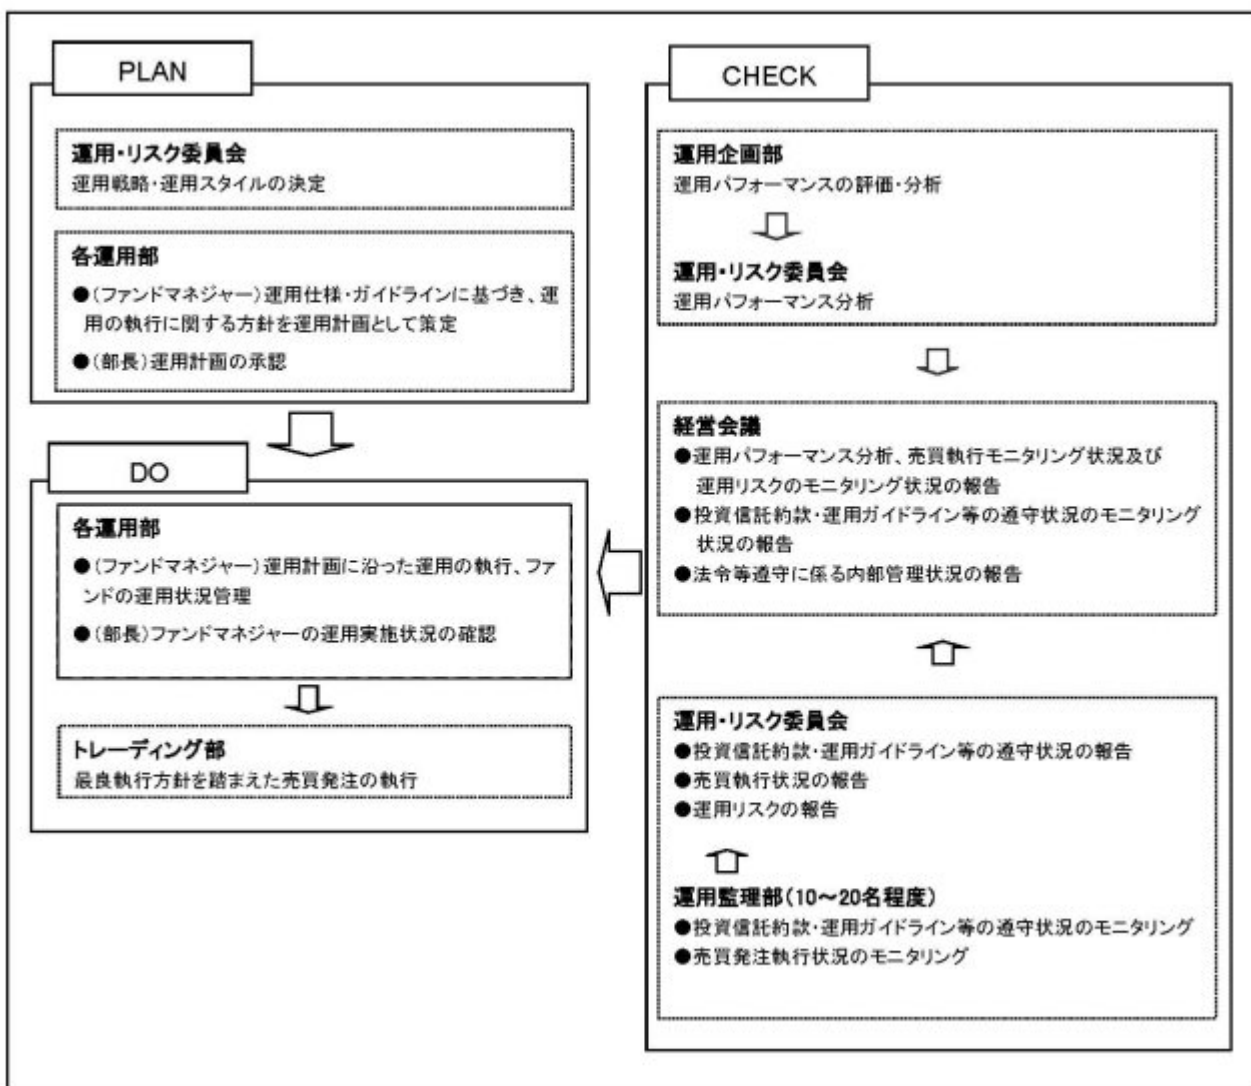 PLAN
運用・リスク委員会
運用戦略・運用スタイルの決定
各運用部
●(ファンドマネジャー)運用仕様・ガイドラインに基づき、運
用の執行に関する方針を運用計画として策定
●(部長)運用計画の承認
DO
各運用部
●(ファンドマネジャー)運用計画に沿った運用の執行、ファ
ンドの運用状況管理
●(部長)ファンドマネジャーの運用実施状況の確認
トレーディング部
最良執行方針を踏まえた売買発注の執行
CHECK
運用企画部
運用パフォーマンスの評価・分析
運用・リスク委員会
運用パフォーマンス分析
経営会議
●運用パフォーマンス分析、売買執行モニタリング状況及び
運用リスクのモニタリング状況の報告
●投資信託約款・運用ガイドライン等の遵守状況のモニタリング
状況の報告
●法令等遵守に係る内部管理状況の報告
運用・リスク委員会
●投資信託約款・運用ガイドライン等の遵守状況の報告
●売買執行状況の報告
●運用リスクの報告
運用監理部(10～20名程度)
●投資信託約款・運用ガイドライン等の遵守状況のモニタリング
●売買発注執行状況のモニタリング